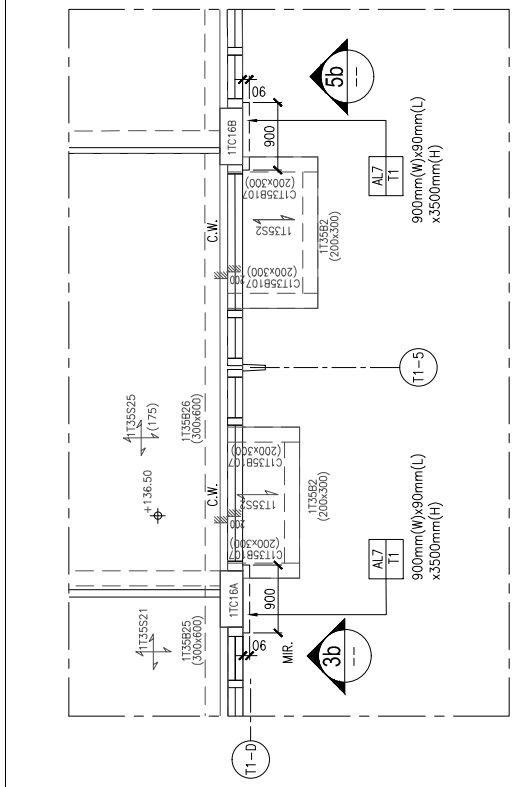 5b
--
90
900
1TC16B
AL7
T1
900mm(W)x90mm(L)
x3500mm(H)
C.W.
C1T35B107
(200x300)
1T35S2
C1T35B107
(200x300)
200
1T35B2
(200x300)
T1-5
1T35S25
(175)
1T35B26
(300x600)
+136.50
C.W.
C1T35B107
(200x300)
1T35S2
C1T35B107
(200x300)
200
1T35B2
(200x300)
1TC16A
900
AL7
T1
900mm(W)x90mm(L)
x3500mm(H)
1T35S21
1T35B25
(300x600)
90
MIR.
3b
--
T1-D